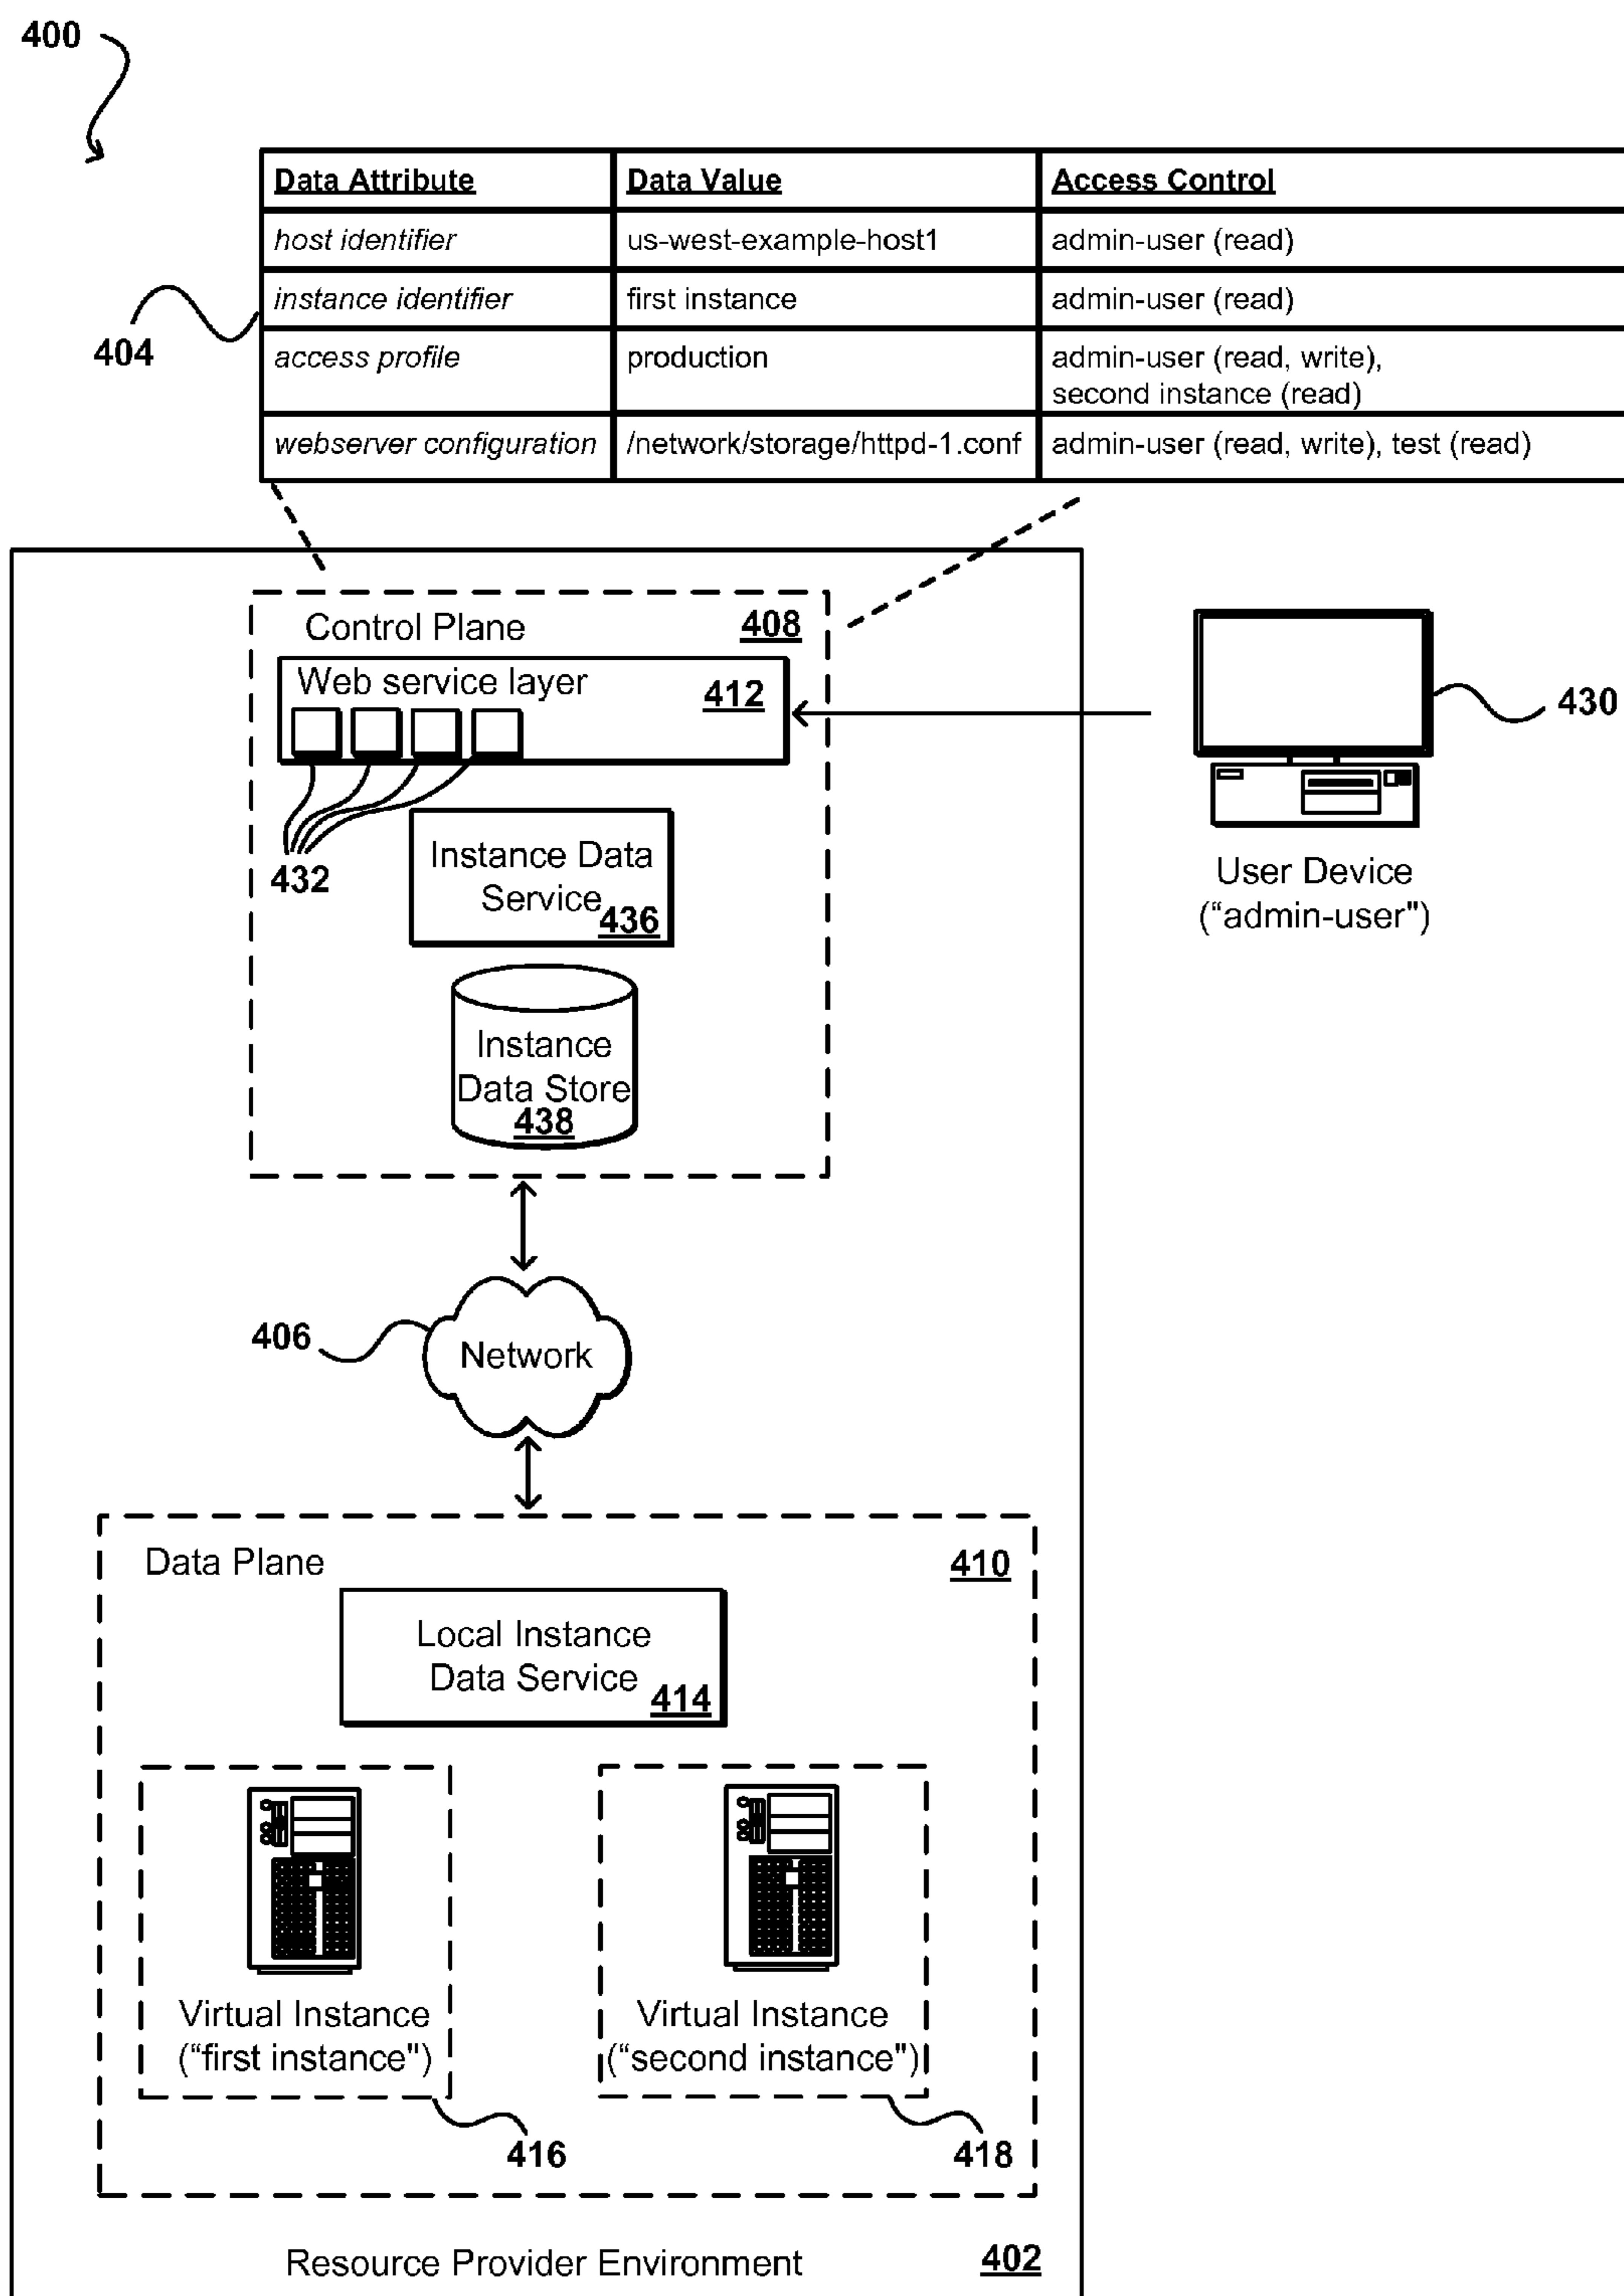 400
Data Attribute Data Value Access Control
host identifier us-west-example-host1 admin-user (read)
instance identifier first instance admin-user (read)
access profile production admin-user (read, write),
second instance (read)
webserver configuration /network/storage/httpd-1.conf admin-user (read, write), test (read)
404
Control Plane 408
Web service layer 412
432
Instance Data
Service 436
Instance
Data Store
438
430
User Device
(“admin-user")
406
Network
Data Plane 410
Local Instance
Data Service 414
Virtual Instance
(“first instance")
416
Virtual Instance
(“second instance")
418
Resource Provider Environment 402